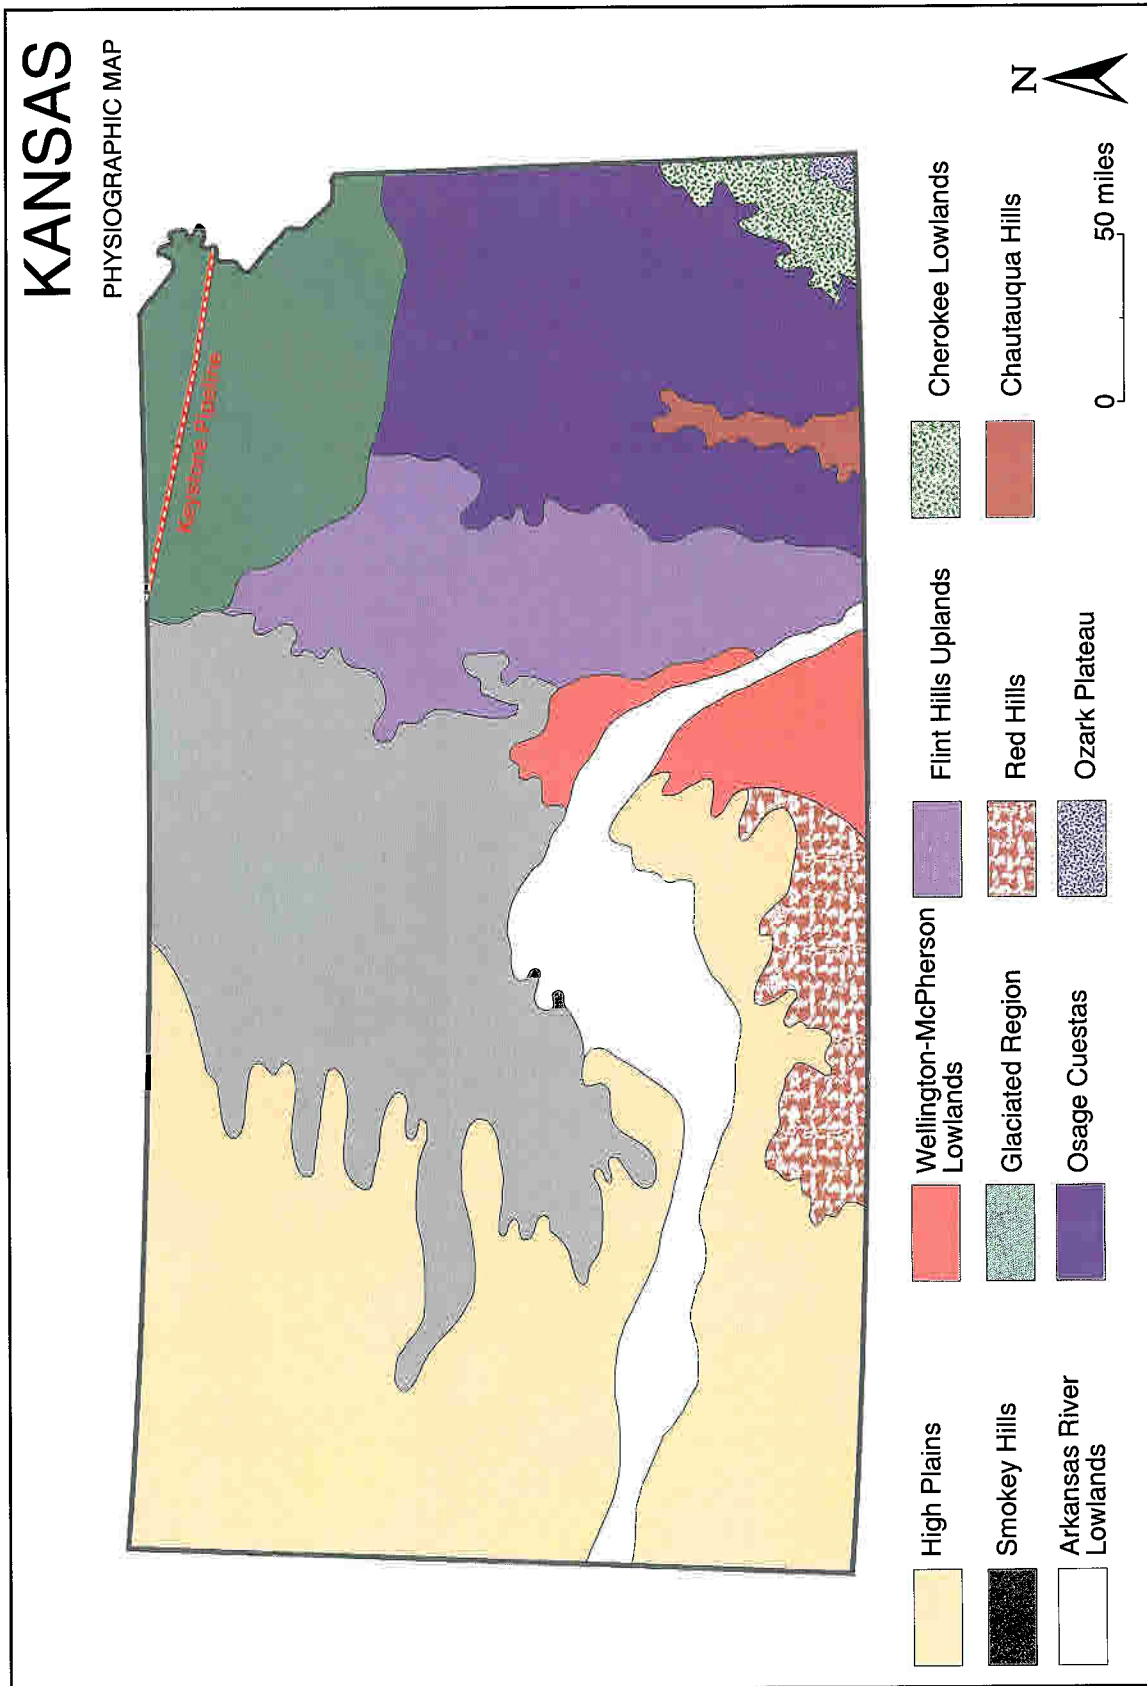 KANSAS
PHYSIOGRAPHIC MAP
Keystone Pipeline
High Plains
Smokey Hills
Arkansas River
Lowlands
Wellington-McPherson
Lowlands
Glaciated Region
Osage Cuestas
Flint Hills Uplands
Red Hills
Ozark Plateau
Cherokee Lowlands
Chautauqua Hills
0
50 miles
N